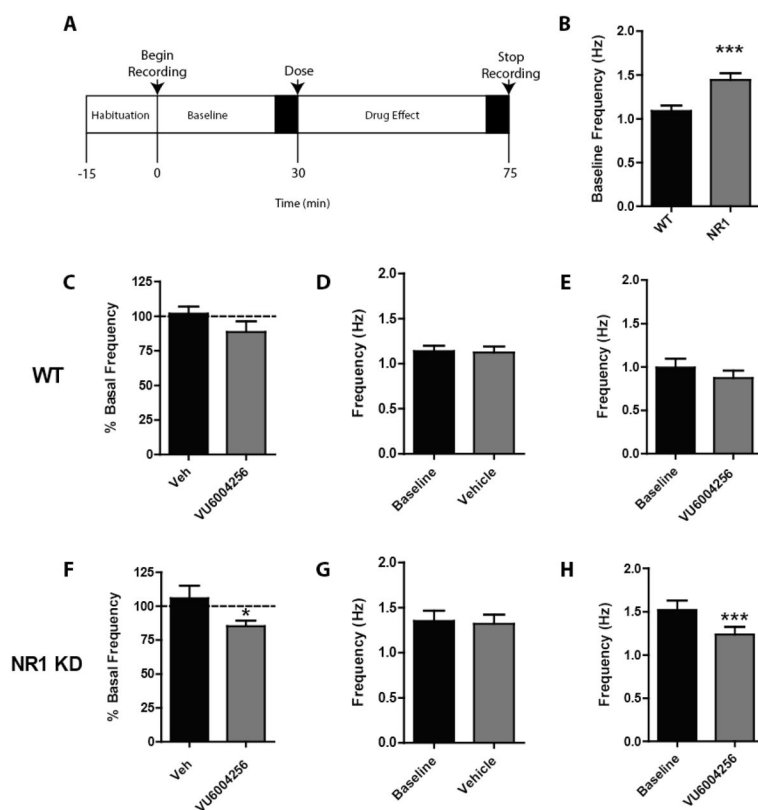 A
Begin
Recording
Dose
Stop
Recording
Habituation
Baseline
Drug Effect
-15
0
30
75
Time (min)
B
Baseline Frequency (Hz)
2.0
1.5
1.0
0.5
0.0
***
WT
NR1
WT
C
% Basal Frequency
125
100
75
50
25
0
Veh
VU6004256
D
Frequency (Hz)
2.0
1.5
1.0
0.5
0.0
Baseline
Vehicle
E
Frequency (Hz)
2.0
1.5
1.0
0.5
0.0
Baseline
VU6004256
NR1 KD
F
% Basal Frequency
125
100
75
50
25
0
*
Veh
VU6004256
G
Frequency (Hz)
2.0
1.5
1.0
0.5
0.0
Baseline
Vehicle
H
Frequency (Hz)
2.0
1.5
1.0
0.5
0.0
***
Baseline
VU6004256